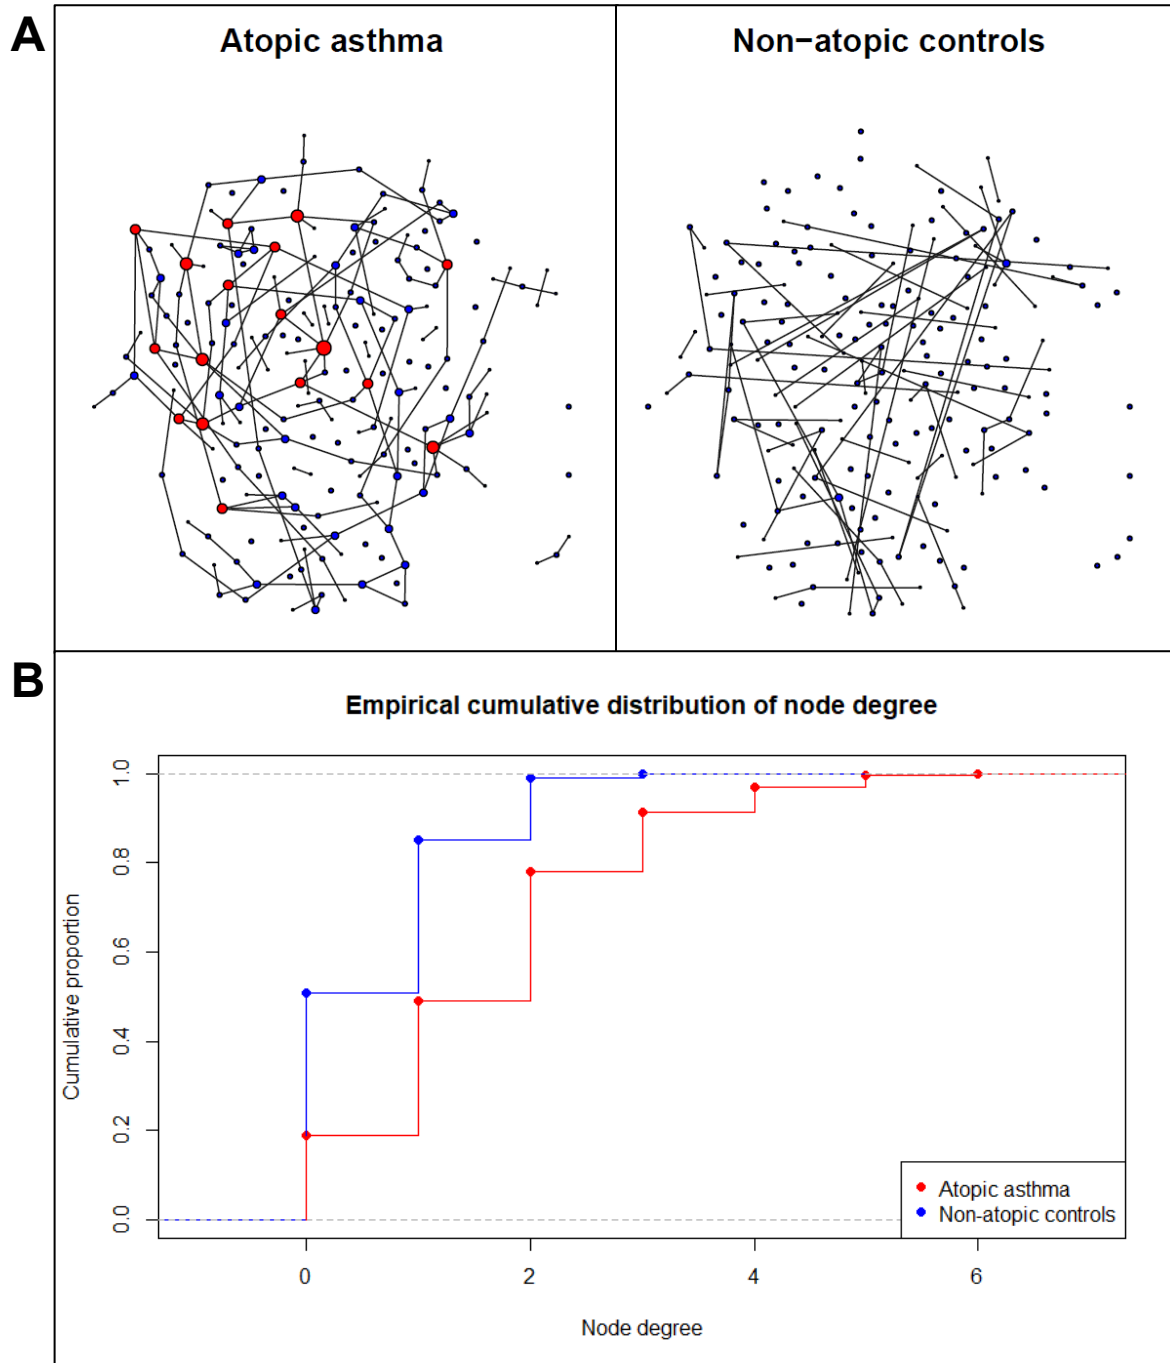 A
Atopic asthma
Non−atopic controls
B
Empirical cumulative distribution of node degree
Cumulative proportion
1.0
0.8
0.6
0.4
0.2
0.0
0
2
4
6
Node degree
Atopic asthma
Non-atopic controls